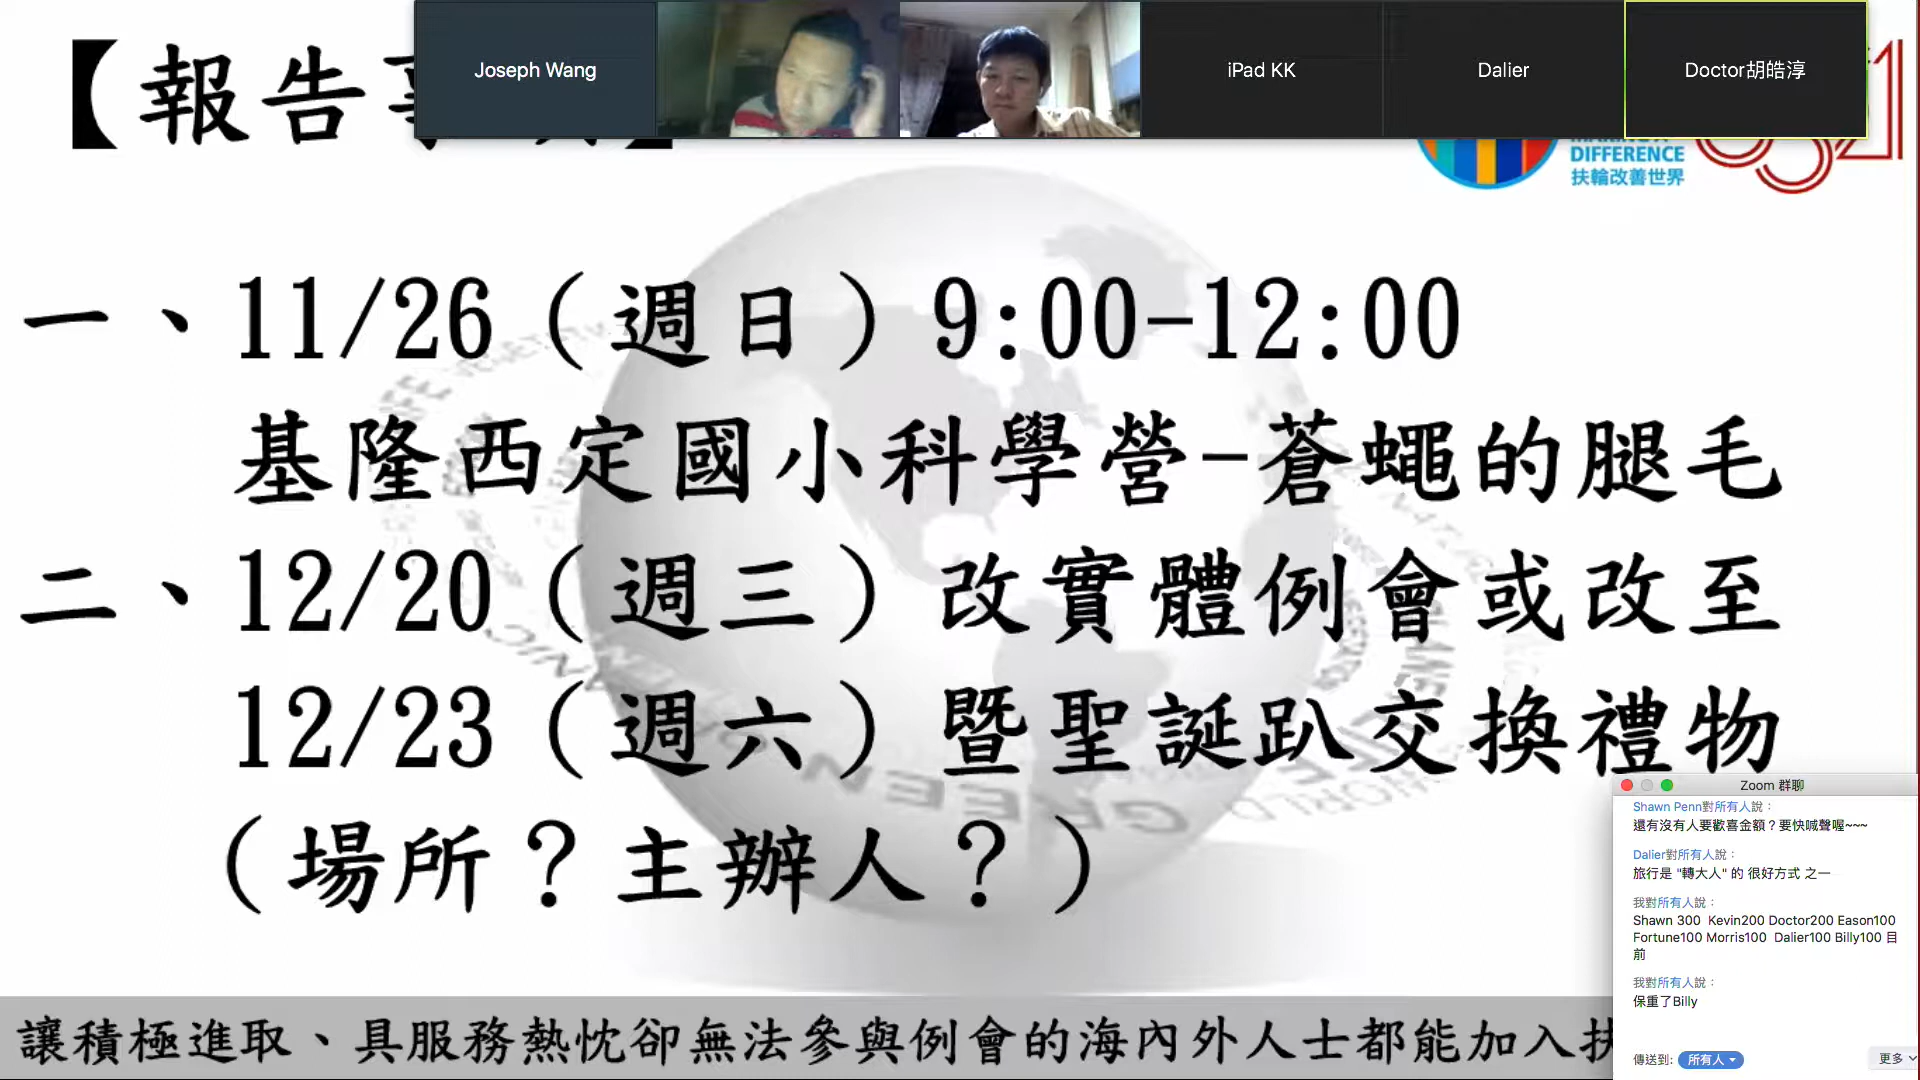 Joseph Wang
iPad KK
Dalier
Doctor胡皓淳
【報告
DIFFERENCE
扶輪改善世界
一、11/26（週日）9:00-12:00
基隆西定國小科學營-蒼蠅的腿毛
二、12/20（週三）改實體例會或改至
12/23（週六）暨聖誕趴交換禮物
（場所？主辦人？）
讓積極進取、具服務熱忱卻無法參與例會的海內外人士都能加入扶
Zoom 群聊
Shawn Penn對所有人說：
還有沒有人要歡喜金額？要快喊聲喔~~~
Dalier對所有人說：
旅行是 "轉大人" 的 很好方式 之一
我對所有人說：
Shawn 300 Kevin200 Doctor200 Eason100
Fortune100 Morris100 Dalier100 Billy100 目
前
我對所有人說：
保重了Billy
傳送到: 所有人
更多